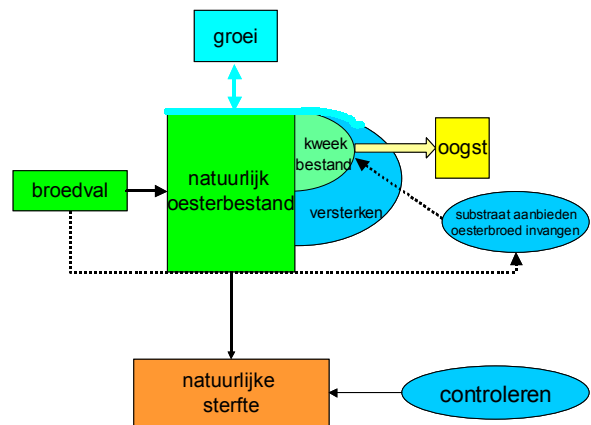 groei
kweek
bestand
oogst
natuurlijk
oesterbestand
broedval
versterken
substraat aanbieden
oesterbroed invangen
natuurlijke
sterfte
controleren